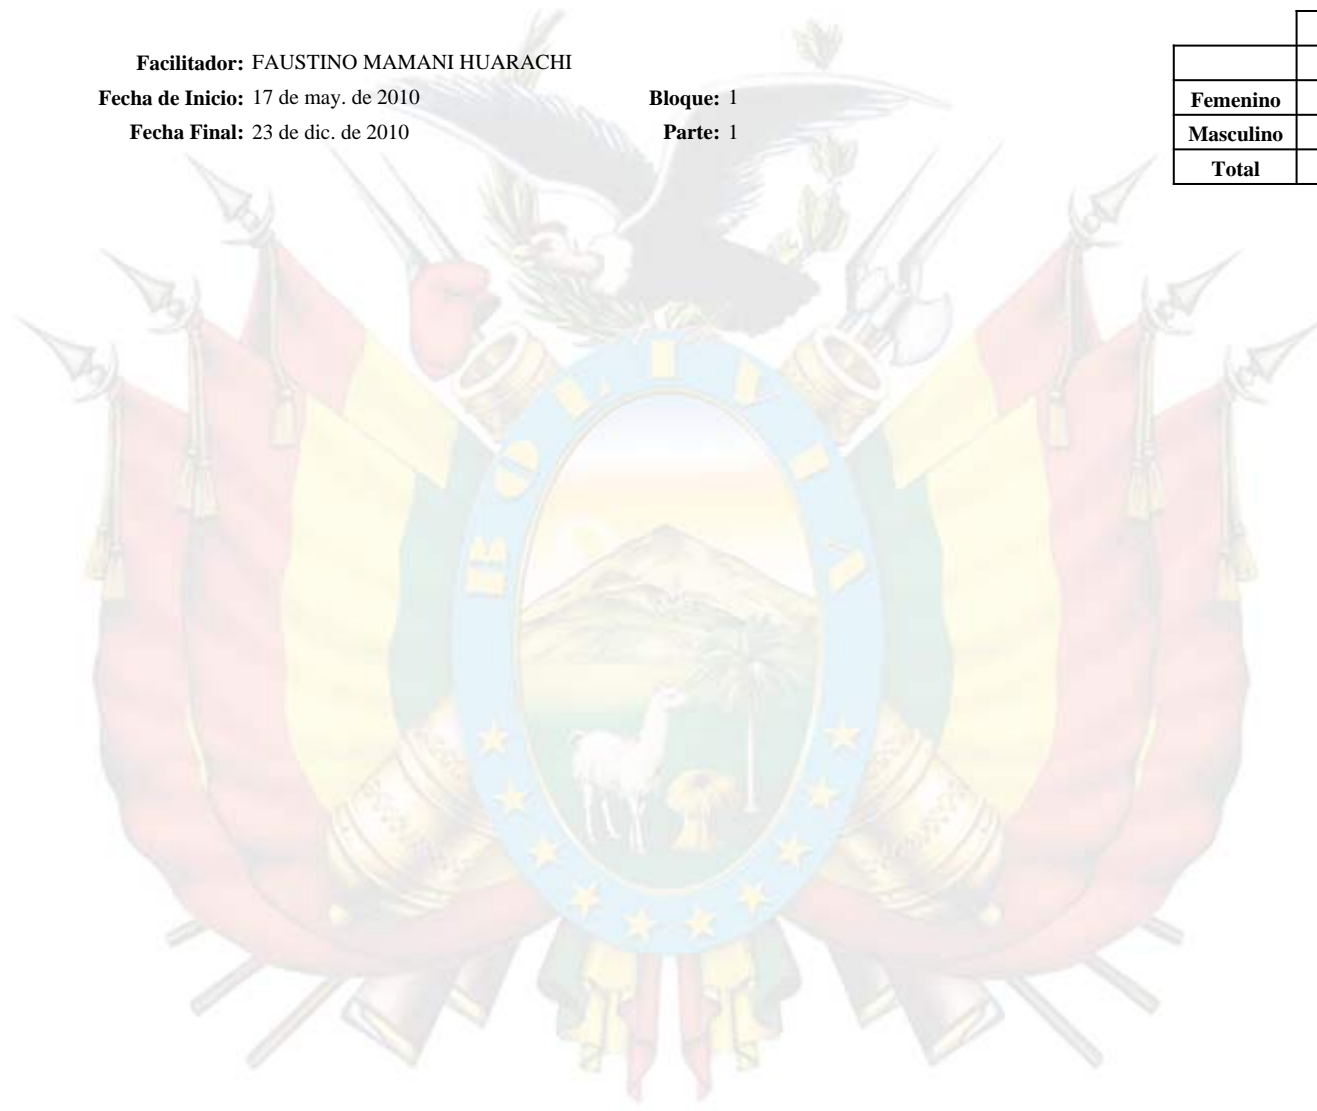 Facilitador: FAUSTINO MAMANI HUARACHI
Fecha de Inicio: 17 de may. de 2010 Bloque: 1
Fecha Final: 23 de dic. de 2010 Parte: 1
Femenino
Masculino
Total
BOLIVIA